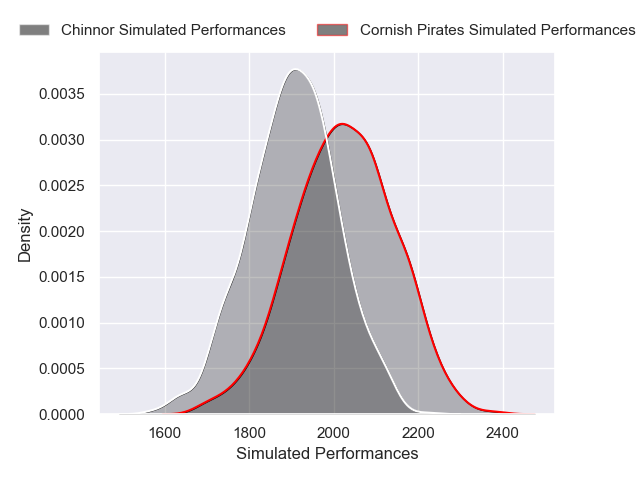 Chinnor Simulated Performances
Cornish Pirates Simulated Performances
0.0035
0.0030
0.0025
0.0020
0.0015
0.0010
0.0005
0.0000
Density
1600 1800 2000 2200 2400
Simulated Performances